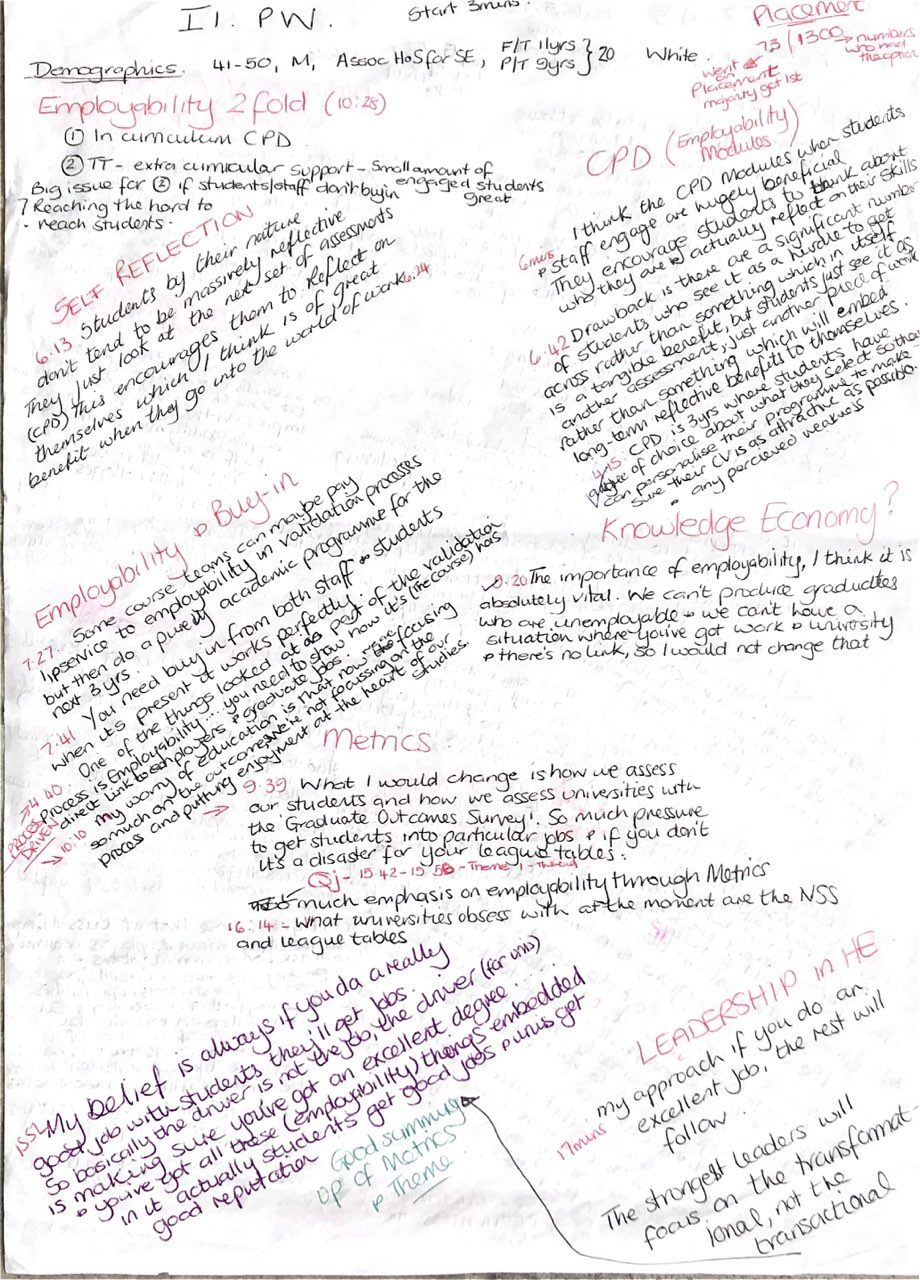 I1. PW.
Start 3mins.
Placement
73/1300 → numbers
who had
the option
Went
on
Placement
majority got 1st
Demographics. 41-50, M, Assoc HoS for SE, F/T 11yrs
P/T 9yrs } 20 White.
Employability 2 fold (10:28)
① In curriculum CPD
② TT - extra curricular support - Small amount of
engaged students
great
Big issue for ② if students/staff don't buy in
? Reaching the hard to
reach students.
SELF REFLECTION
6.13 Students by their nature
don't tend to be massively reflective
They just look at the next set of assessments
(CPD) This encourages them to Reflect on
themselves which I think is of great
benefit when they go into the world of work 6.24
CPD (Employability
Modules)
6mins I think the CPD Modules when students
& staff engage are hugely beneficial
They encourage students to think about
who they are & actually reflect on their skills
6.42 Drawback is there are a significant number
of students who see it as a hurdle to get
across rather than something which in itself
is a tangible benefit, but students just see it as
another assessment, just another piece of work
rather than something which will embed
long-term reflective benefits to themselves.
CPD is 3yrs where students have
range of choice about what they select so they
can personalise their programme to make
sure their CV is as attractive as possible.
& any percieved weakness
Employability & Buy-in
7.27 Some course teams can maybe pay
lipservice to employability in validation processes
but then do a purely academic programme for the
next 3 yrs.
7.41 You need buy in from both staff & students
when it's present it works perfectly.
4.40 - One of the things looked at as part of the validation
Process is Employability.... you need to show how it's (life course) has
direct link to employers & graduate jobs.
PROCESS
DRIVEN
10:10 my worry of education is that now we're focusing
so much on the outcome we're not focussing on the
process and putting enjoyment at the heart of our
studies.
Knowledge Economy?
9.20 The importance of employability, I think it is
absolutely vital. We can't produce graduates
who are unemployable & we can't have a
situation where you've got work & university
& there's no link, so I would not change that
Metrics
9.39. What I would change is how we assess
our students and how we assess universities with
the 'Graduate Outcomes Survey'. So much pressure
to get students into particular jobs & if you don't
it's a disaster for your league tables.
Qj - 15.42-15.58 - Theme 1 -
much emphasis on employability through Metrics
16:14 - What universities obsess with at the moment are the NSS
and league tables
1552 My belief is always if you do a really
good job with students they'll get jobs.
So basically the driver is not the job, the driver (for unis)
is making sure you've got an excellent degree
& you've got all these (employability) things embedded
in it actually students get good jobs & unis get
good reputation
Good summing
up of Metrics
& Theme
LEADERSHIP in HE
17mins my approach if you do an
excellent job, the rest will
follow.
The strongest leaders will
focus on the transformat-
ional, not the
transactional